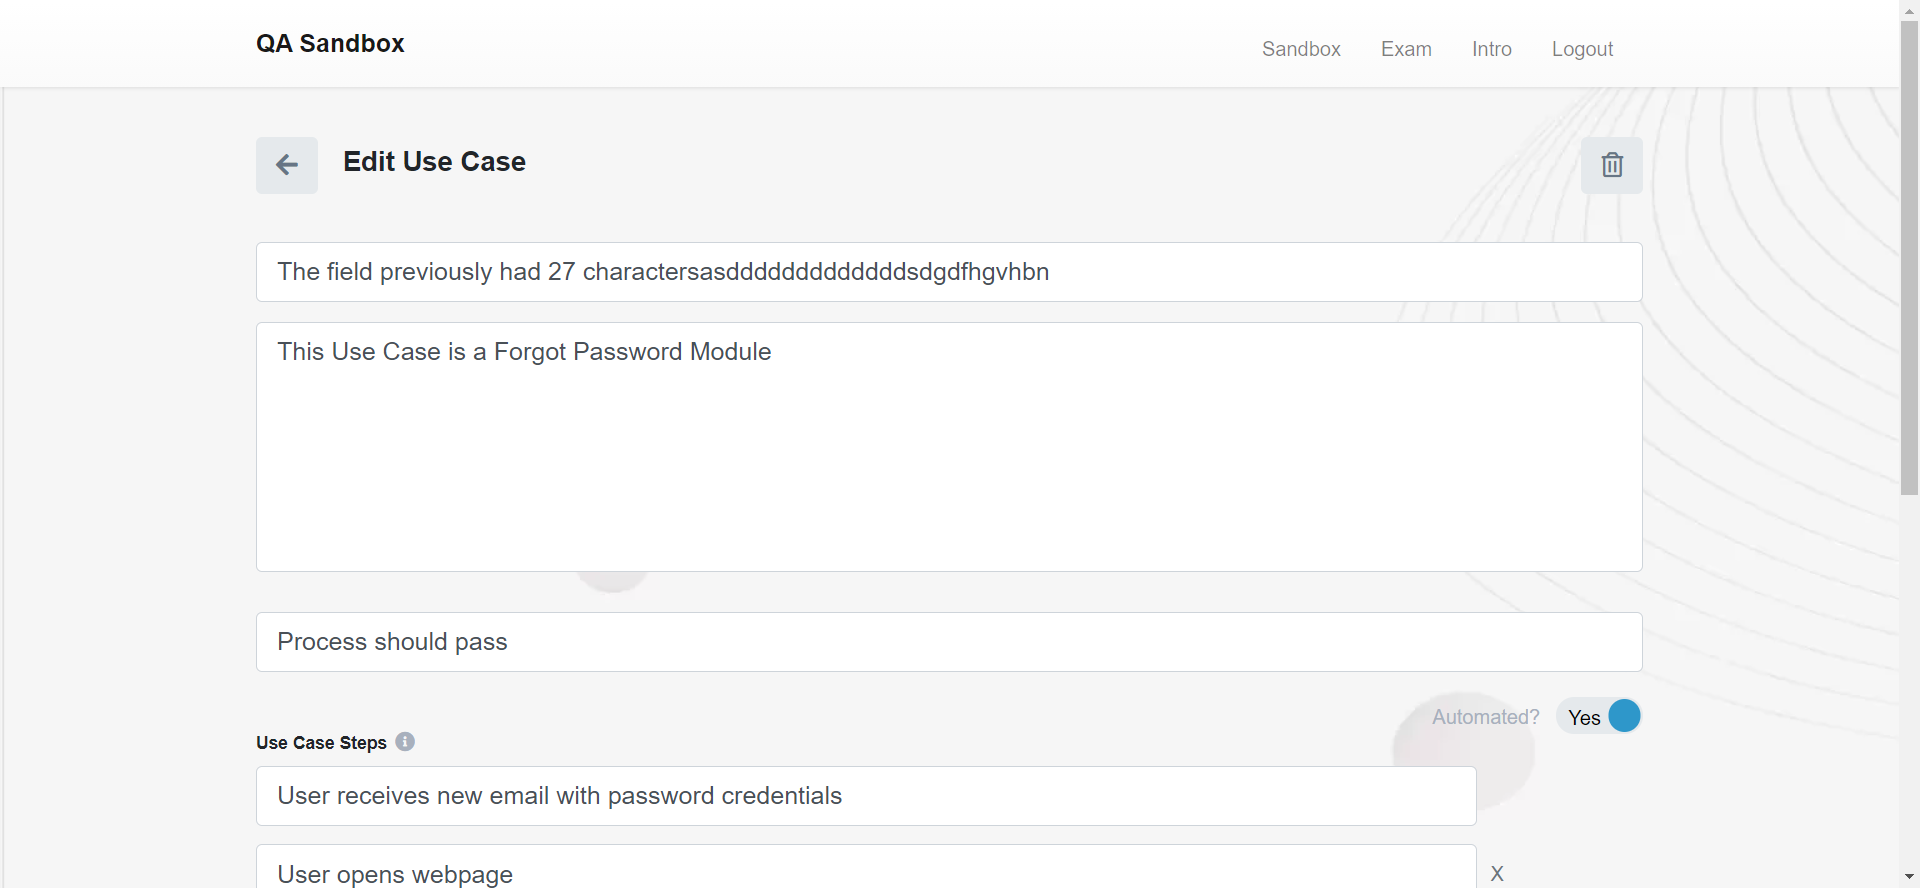 QA Sandbox
Sandbox Exam Intro Logout
Edit Use Case
The field previously had 27 charactersasdddddddddddddsdgdfhgvhbn
This Use Case is a Forgot Password Module
Process should pass
Automated? Yes
Use Case Steps
User receives new email with password credentials
User opens webpage X